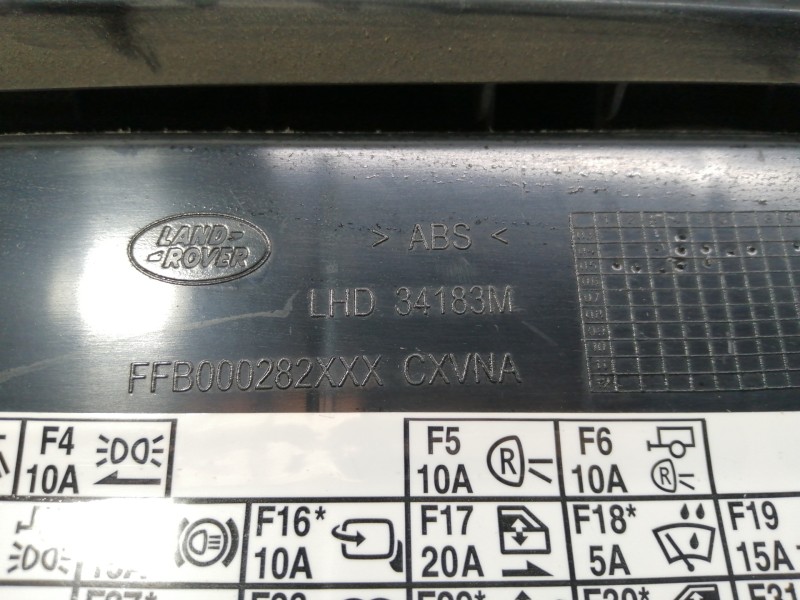 LAND-
-ROVER
> ABS <
LHD 34183M
FFB000282XXX CXVNA
F4
10A
F5
10A
R
F6
10A
R
F16*
10A
F17
20A
F18*
5A
F19
15A